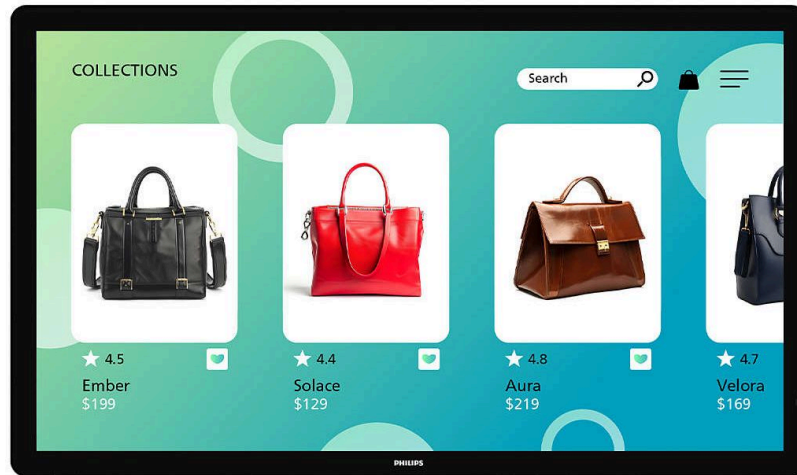 COLLECTIONS
Search
4.5
Ember
$199
4.4
Solace
$129
4.8
Aura
$219
4.7
Velora
$169
PHILIPS